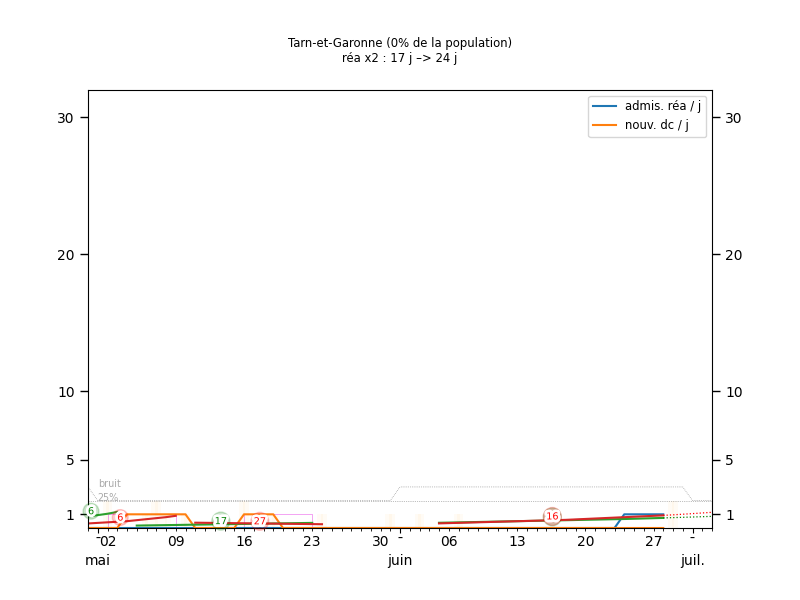 Tarn-et-Garonne (0% de la population)
réa x2 : 17 j –> 24 j
admis. réa / j
nouv. dc / j
30 30
20 20
10 10
5 5
bruit
25%
6 6 17 27 16
1 1
02 09 16 23 30 06 13 20 27
mai juin juil.